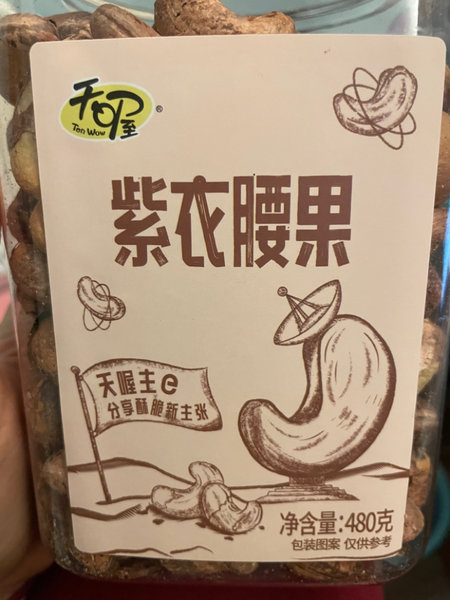 天喔
Ten Wow
®
紫衣腰果
天喔主e
分享酥脆新主张
净含量:480克
包装图案 仅供参考